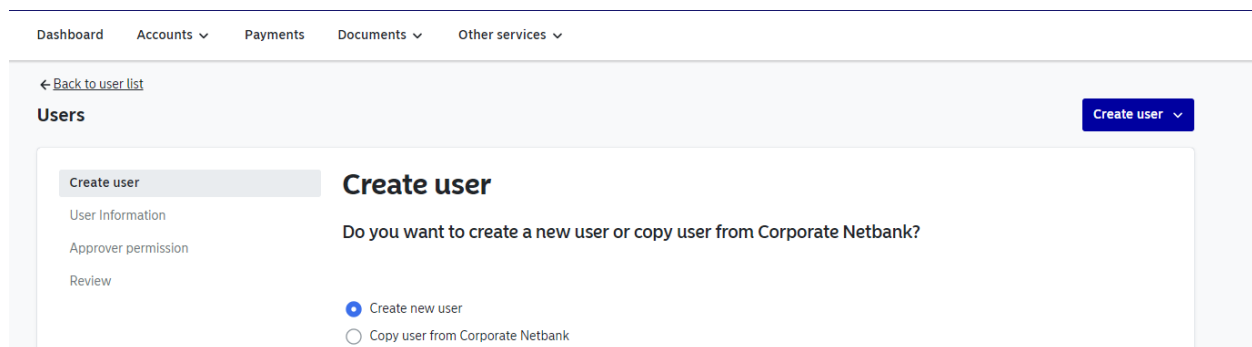 Dashboard Accounts Payments Documents Other services
Back to user list
Users
Create user
Create user
User Information
Approver permission
Review
Create user
Do you want to create a new user or copy user from Corporate Netbank?
Create new user
Copy user from Corporate Netbank